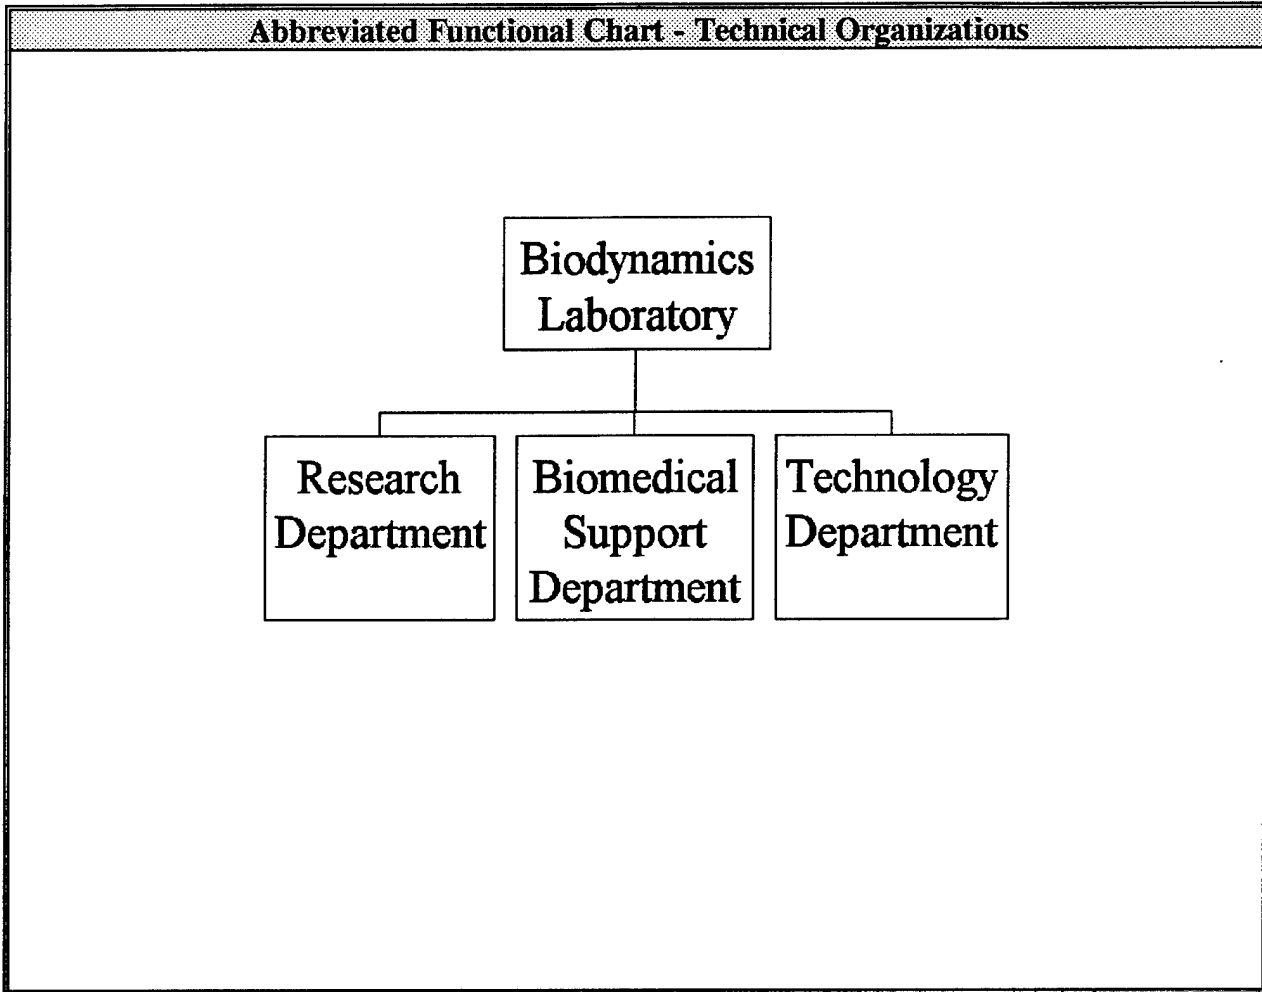 Abbreviated Functional Chart - Technical Organizations
Biodynamics
Laboratory
Research
Department
Biomedical
Support
Department
Technology
Department